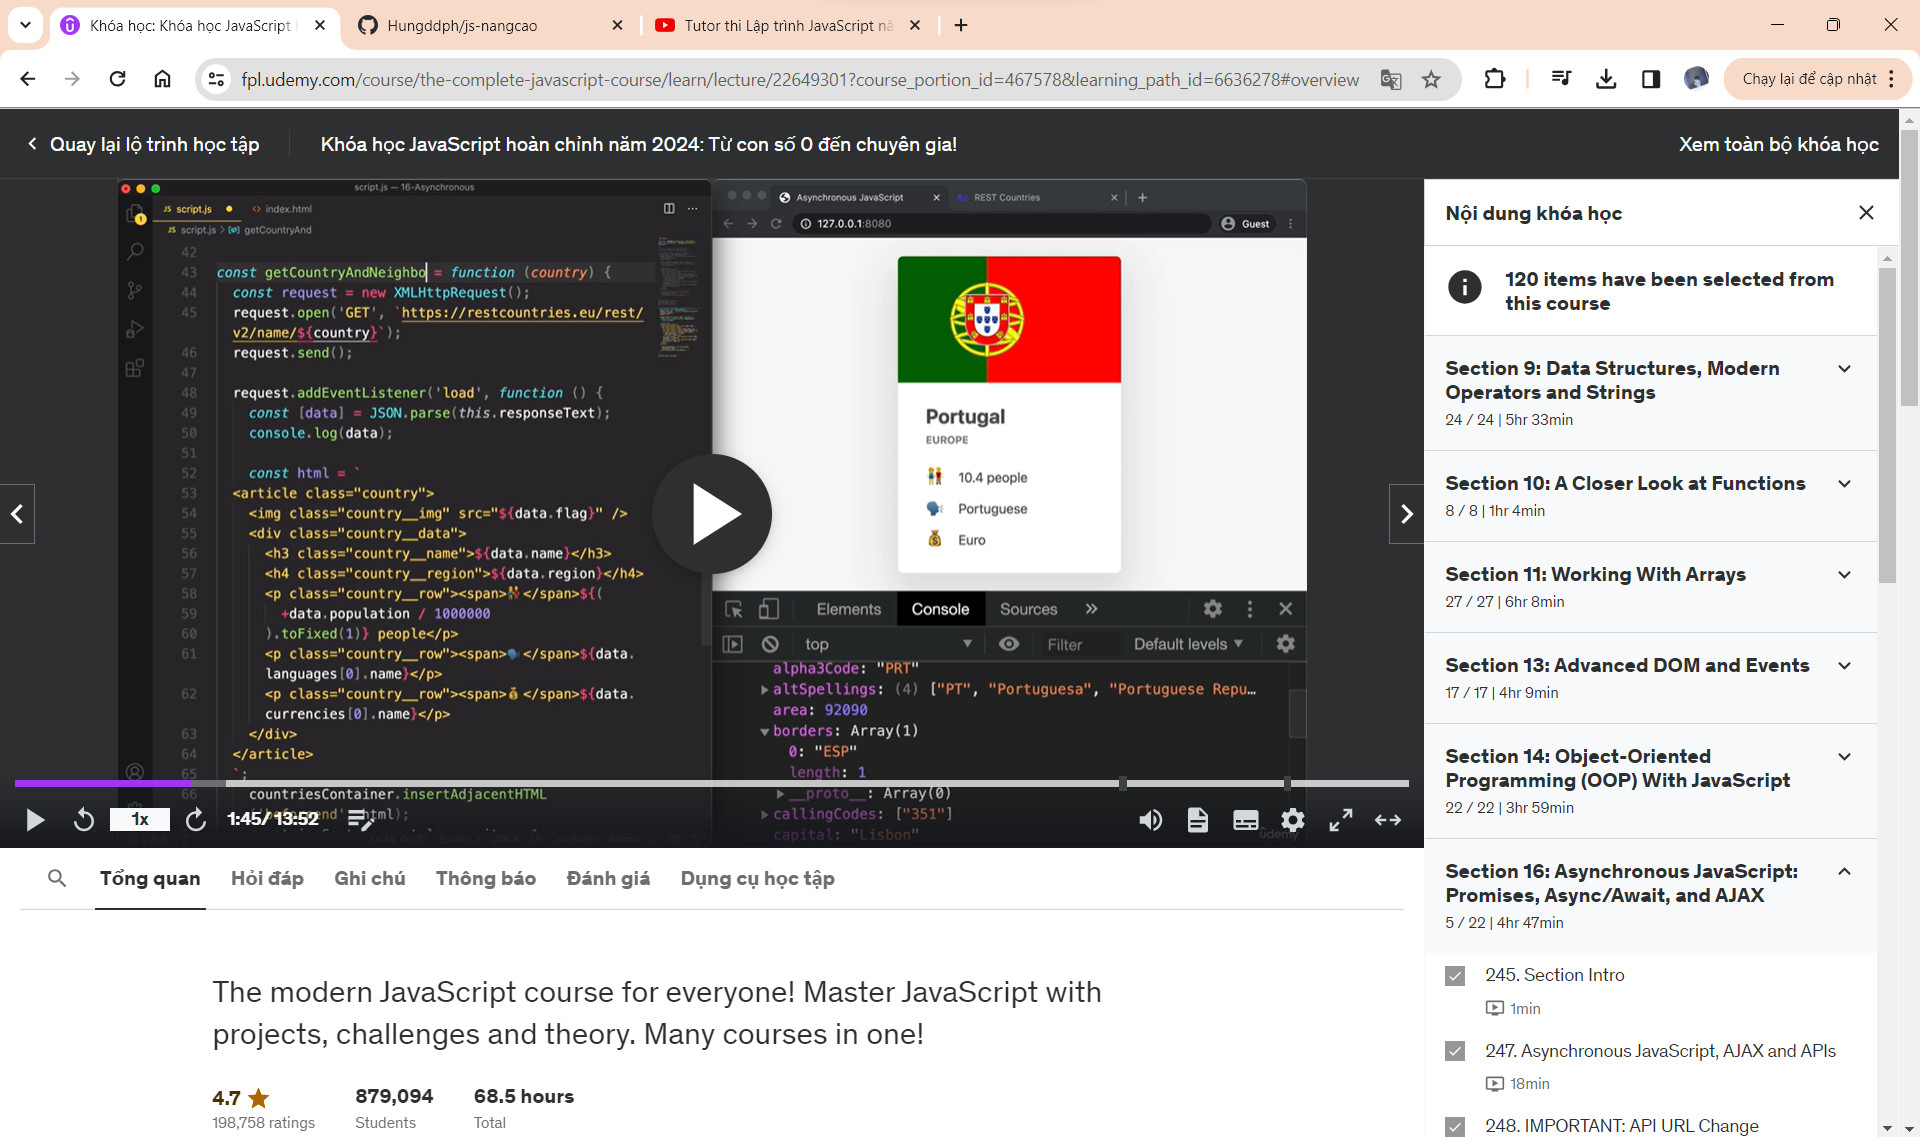 Khóa học: Khóa học JavaScript h
Hungddph/js-nangcao
Tutor thi Lập trình JavaScript nâ
fpl.udemy.com/course/the-complete-javascript-course/learn/lecture/22649301?course_portion_id=467578&learning_path_id=6636278#overview
Chạy lại để cập nhật
Quay lại lộ trình học tập
Khóa học JavaScript hoàn chỉnh năm 2024: Từ con số 0 đến chuyên gia!
Xem toàn bộ khóa học
script.js — 16-Asynchronous
JS script.js
<> index.html
JS script.js > getCountryAnd
42
43 const getCountryAndNeighbo = function (country) {
44 const request = new XMLHttpRequest();
45 request.open('GET', `https://restcountries.eu/rest/
v2/name/${country}`);
46 request.send();
47
48 request.addEventListener('load', function () {
49 const [data] = JSON.parse(this.responseText);
50 console.log(data);
51
52 const html = `
53 <article class="country">
54 <img class="country__img" src="${data.flag}" />
55 <div class="country__data">
56 <h3 class="country__name">${data.name}</h3>
57 <h4 class="country__region">${data.region}</h4>
58 <p class="country__row"><span>👫</span>${(
59 +data.population / 1000000
60 ).toFixed(1)} people</p>
61 <p class="country__row"><span>🗣️</span>${data.
languages[0].name}</p>
62 <p class="country__row"><span>💰</span>${data.
currencies[0].name}</p>
63 </div>
64 </article>
65 `;
66 countriesContainer.insertAdjacentHTML
Asynchronous JavaScript
REST Countries
127.0.0.1:8080
Guest
Portugal
EUROPE
10.4 people
Portuguese
Euro
Elements
Console
Sources
»
top
Filter
Default levels
alpha3Code: "PRT"
altSpellings: (4) ["PT", "Portuguesa", "Portuguese Repu…
area: 92090
borders: Array(1)
0: "ESP"
length: 1
__proto__: Array(0)
callingCodes: ["351"]
capital: "Lisbon"
1x
1:45/ 13:52
udemy
Nội dung khóa học
120 items have been selected from
this course
Section 9: Data Structures, Modern
Operators and Strings
24 / 24 | 5hr 33min
Section 10: A Closer Look at Functions
8 / 8 | 1hr 4min
Section 11: Working With Arrays
27 / 27 | 6hr 8min
Section 13: Advanced DOM and Events
17 / 17 | 4hr 9min
Section 14: Object-Oriented
Programming (OOP) With JavaScript
22 / 22 | 3hr 59min
Section 16: Asynchronous JavaScript:
Promises, Async/Await, and AJAX
5 / 22 | 4hr 47min
245. Section Intro
1min
247. Asynchronous JavaScript, AJAX and APIs
18min
248. IMPORTANT: API URL Change
Tổng quan
Hỏi đáp
Ghi chú
Thông báo
Đánh giá
Dụng cụ học tập
The modern JavaScript course for everyone! Master JavaScript with
projects, challenges and theory. Many courses in one!
4.7
198,758 ratings
879,094
Students
68.5 hours
Total